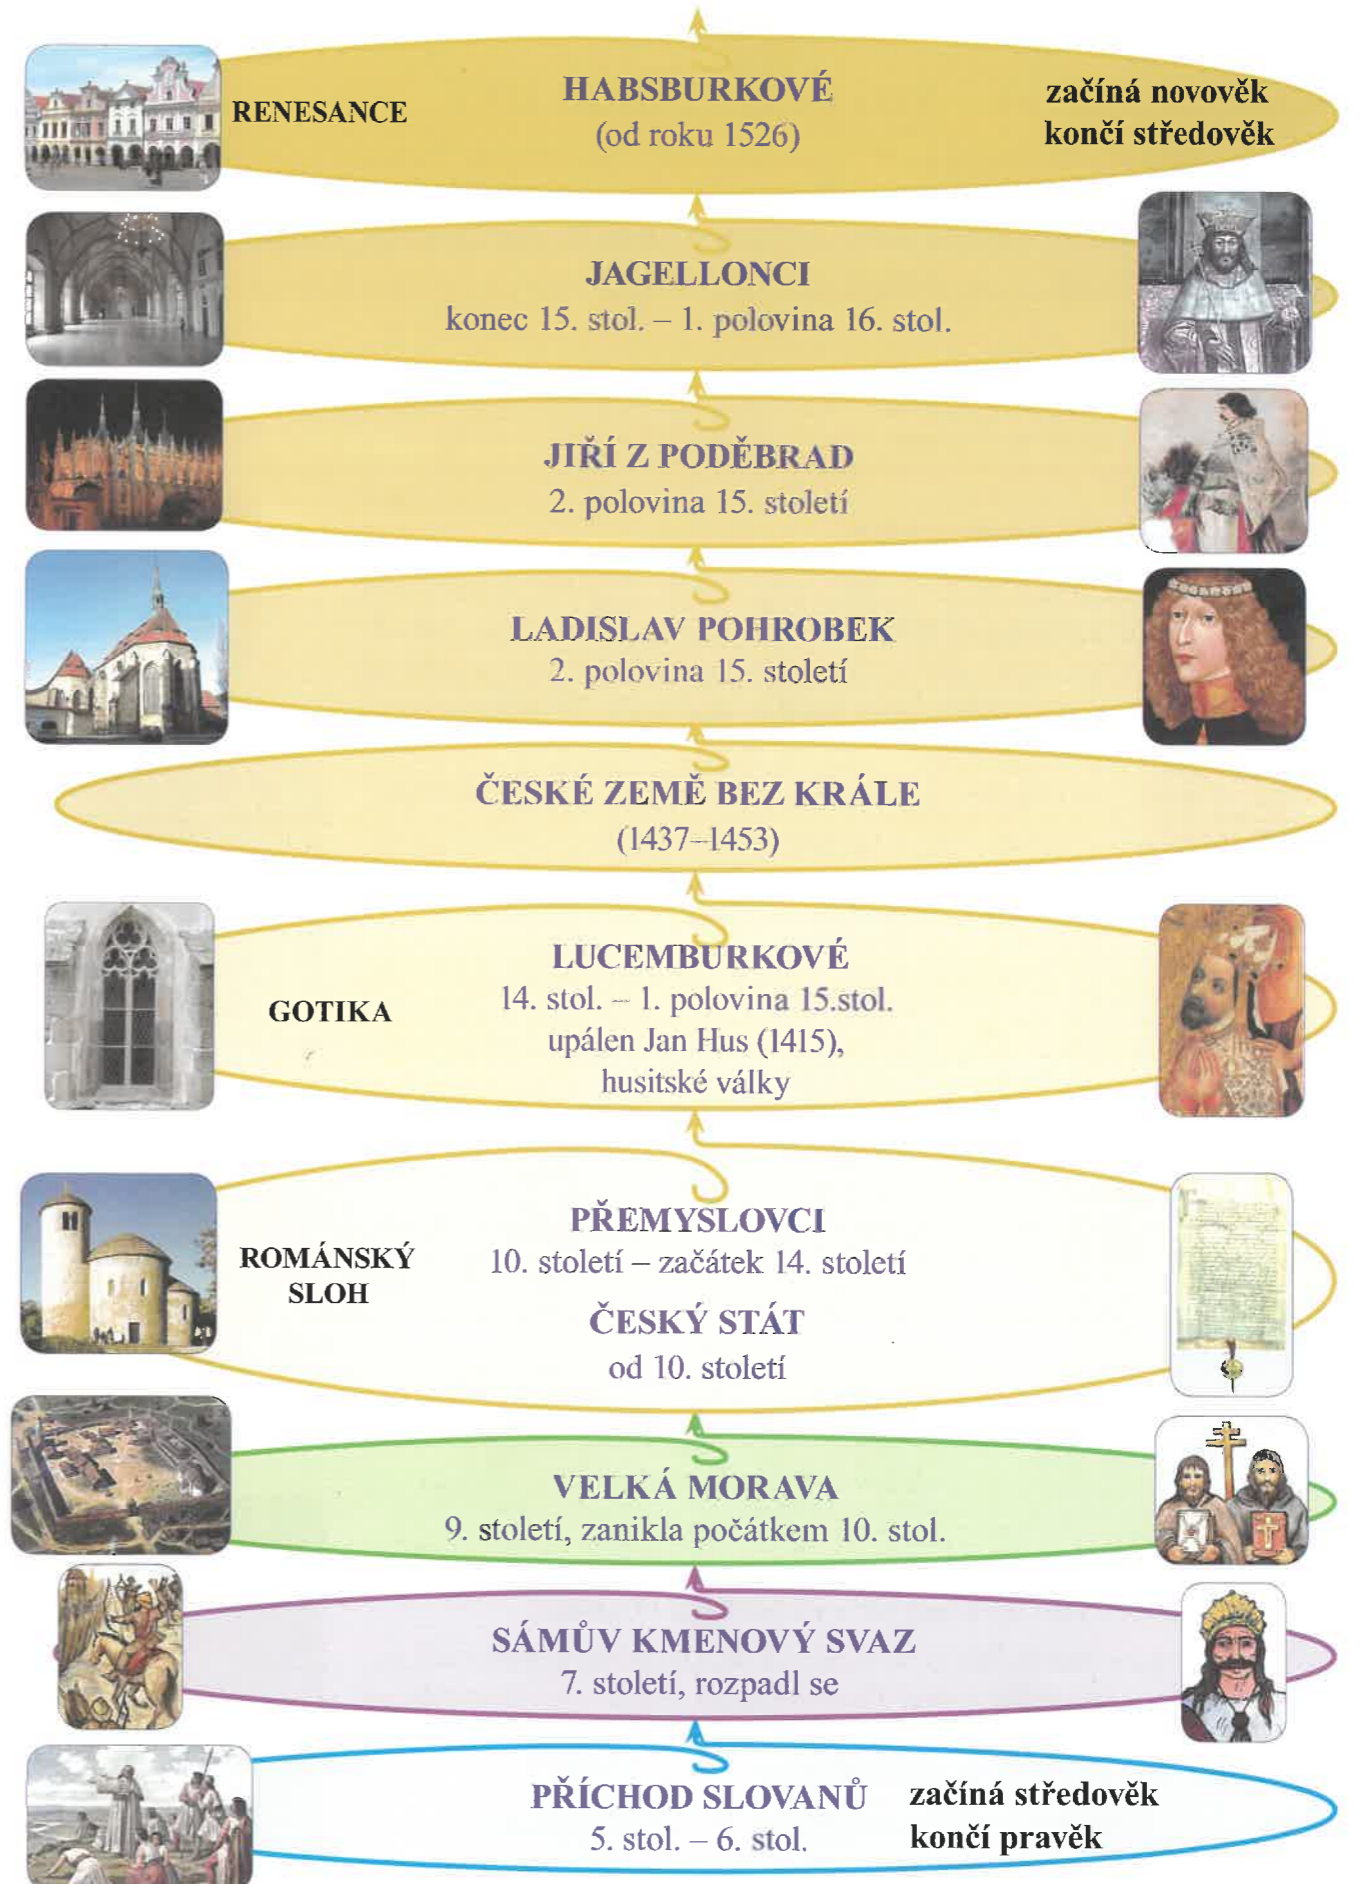 HABSBURKOVÉ
(od roku 1526)
RENESANCE
začíná novověk
končí středověk
JAGELLONCI
konec 15. stol. – 1. polovina 16. stol.
JIŘÍ Z PODĚBRAD
2. polovina 15. století
LADISLAV POHROBEK
2. polovina 15. století
ČESKÉ ZEMĚ BEZ KRÁLE
(1437–1453)
LUCEMBURKOVÉ
14. stol. – 1. polovina 15.stol.
upálen Jan Hus (1415),
husitské války
GOTIKA
PŘEMYSLOVCI
10. století – začátek 14. století
ČESKÝ STÁT
od 10. století
ROMÁNSKÝ
SLOH
VELKÁ MORAVA
9. století, zanikla počátkem 10. stol.
SÁMŮV KMENOVÝ SVAZ
7. století, rozpadl se
PŘÍCHOD SLOVANŮ
5. stol. – 6. stol.
začíná středověk
končí pravěk